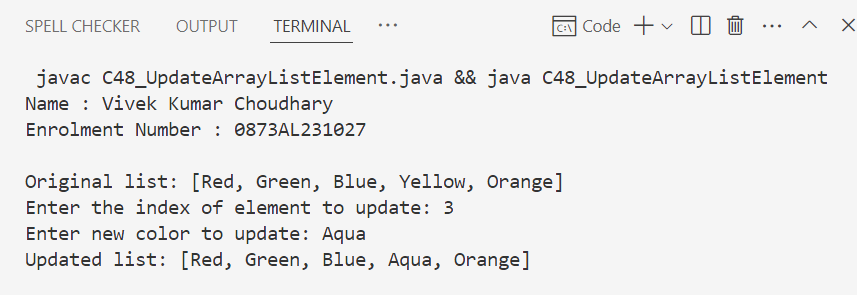 SPELL CHECKER OUTPUT TERMINAL ··· Code ···
javac C48_UpdateArrayListElement.java && java C48_UpdateArrayListElement
Name : Vivek Kumar Choudhary
Enrolment Number : 0873AL231027
Original list: [Red, Green, Blue, Yellow, Orange]
Enter the index of element to update: 3
Enter new color to update: Aqua
Updated list: [Red, Green, Blue, Aqua, Orange]